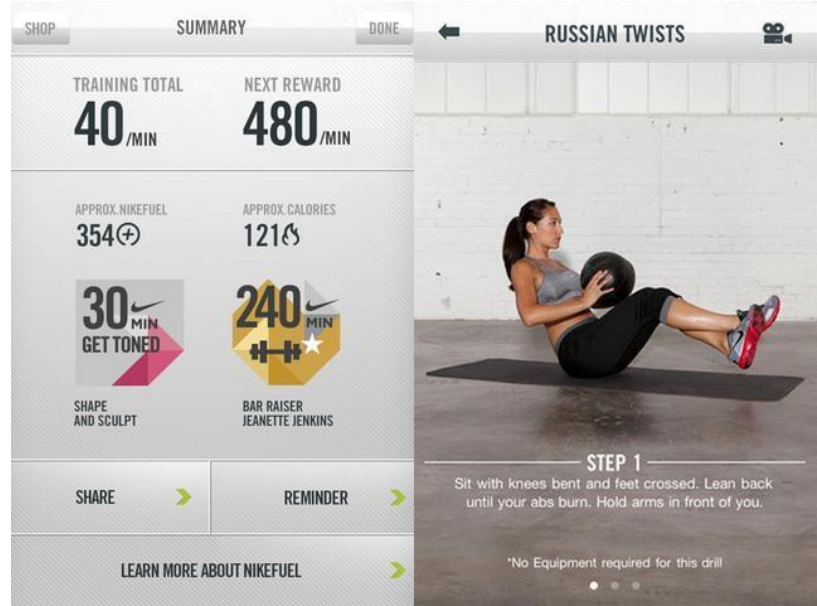 SHOP
SUMMARY
DONE
TRAINING TOTAL
NEXT REWARD
40/MIN
480/MIN
APPROX.NIKEFUEL
APPROX.CALORIES
354
121
30
MIN
GET TONED
240
MIN
SHAPE
AND SCULPT
BAR RAISER
JEANETTE JENKINS
SHARE
REMINDER
LEARN MORE ABOUT NIKEFUEL
RUSSIAN TWISTS
STEP 1
Sit with knees bent and feet crossed. Lean back
until your abs burn. Hold arms in front of you.
*No Equipment required for this drill